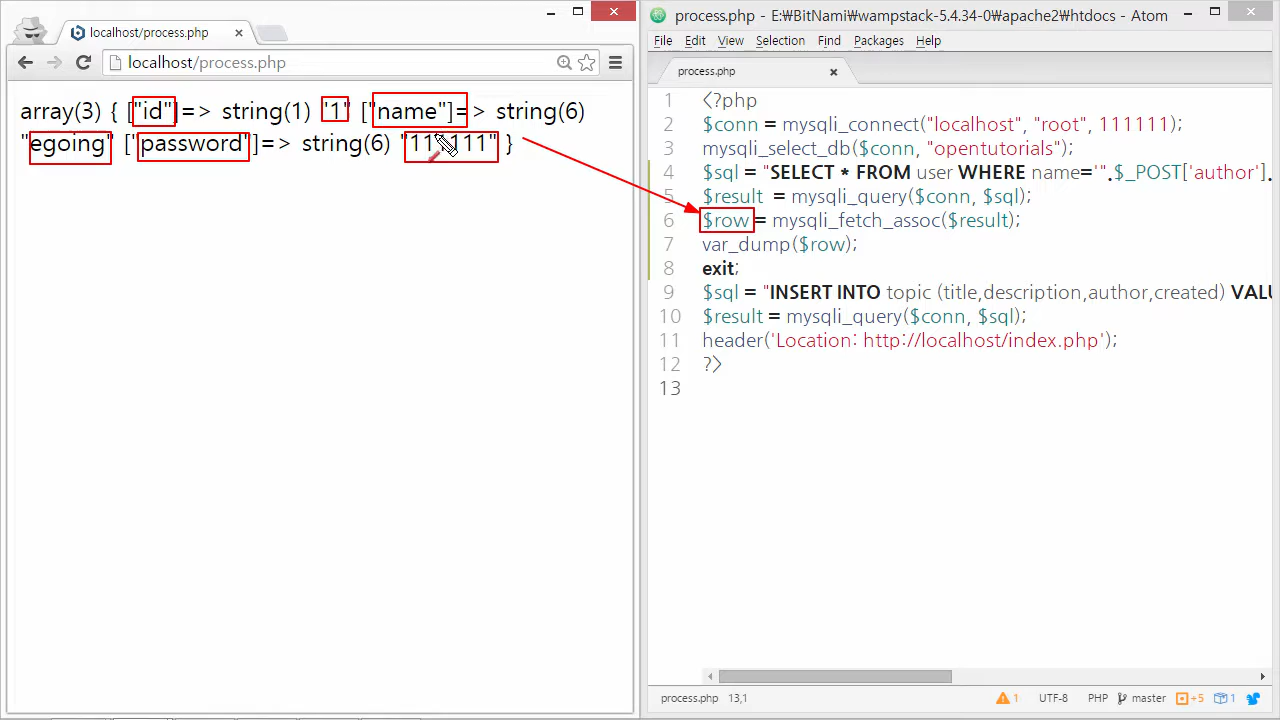 localhost/process.php
localhost/process.php
array(3) { ["id"]=> string(1) "1" ["name"]=> string(6)
"egoing" ["password"]=> string(6) "111111" }
process.php - E:₩BitNami₩wampstack-5.4.34-0₩apache2₩htdocs - Atom
File Edit View Selection Find Packages Help
process.php
1 <?php
2 $conn = mysqli_connect("localhost", "root", 111111);
3 mysqli_select_db($conn, "opentutorials");
4 $sql = "SELECT * FROM user WHERE name='".$_POST['author'].
5 $result = mysqli_query($conn, $sql);
6 $row = mysqli_fetch_assoc($result);
7 var_dump($row);
8 exit;
9 $sql = "INSERT INTO topic (title,description,author,created) VALU
10 $result = mysqli_query($conn, $sql);
11 header('Location: http://localhost/index.php');
12 ?>
13
process.php 13,1 1 UTF-8 PHP master +5 1